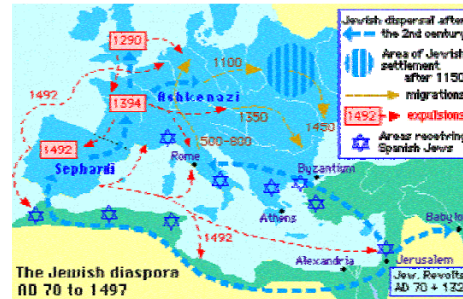 Jewish dispersal after
the 2nd century
Area of Jewish
settlement
after 1150
migrations
1492 expulsions
Areas receiving
Spanish Jews
1290
1100
1492
Ashkenazi
1394
1350
1450
1492
500-600
Sephardi
Rome
Byzantium
Athens
1492
Alexandria
Jerusalem
The Jewish diaspora
AD 70 to 1497
Jew. Revolts
AD 70 + 132